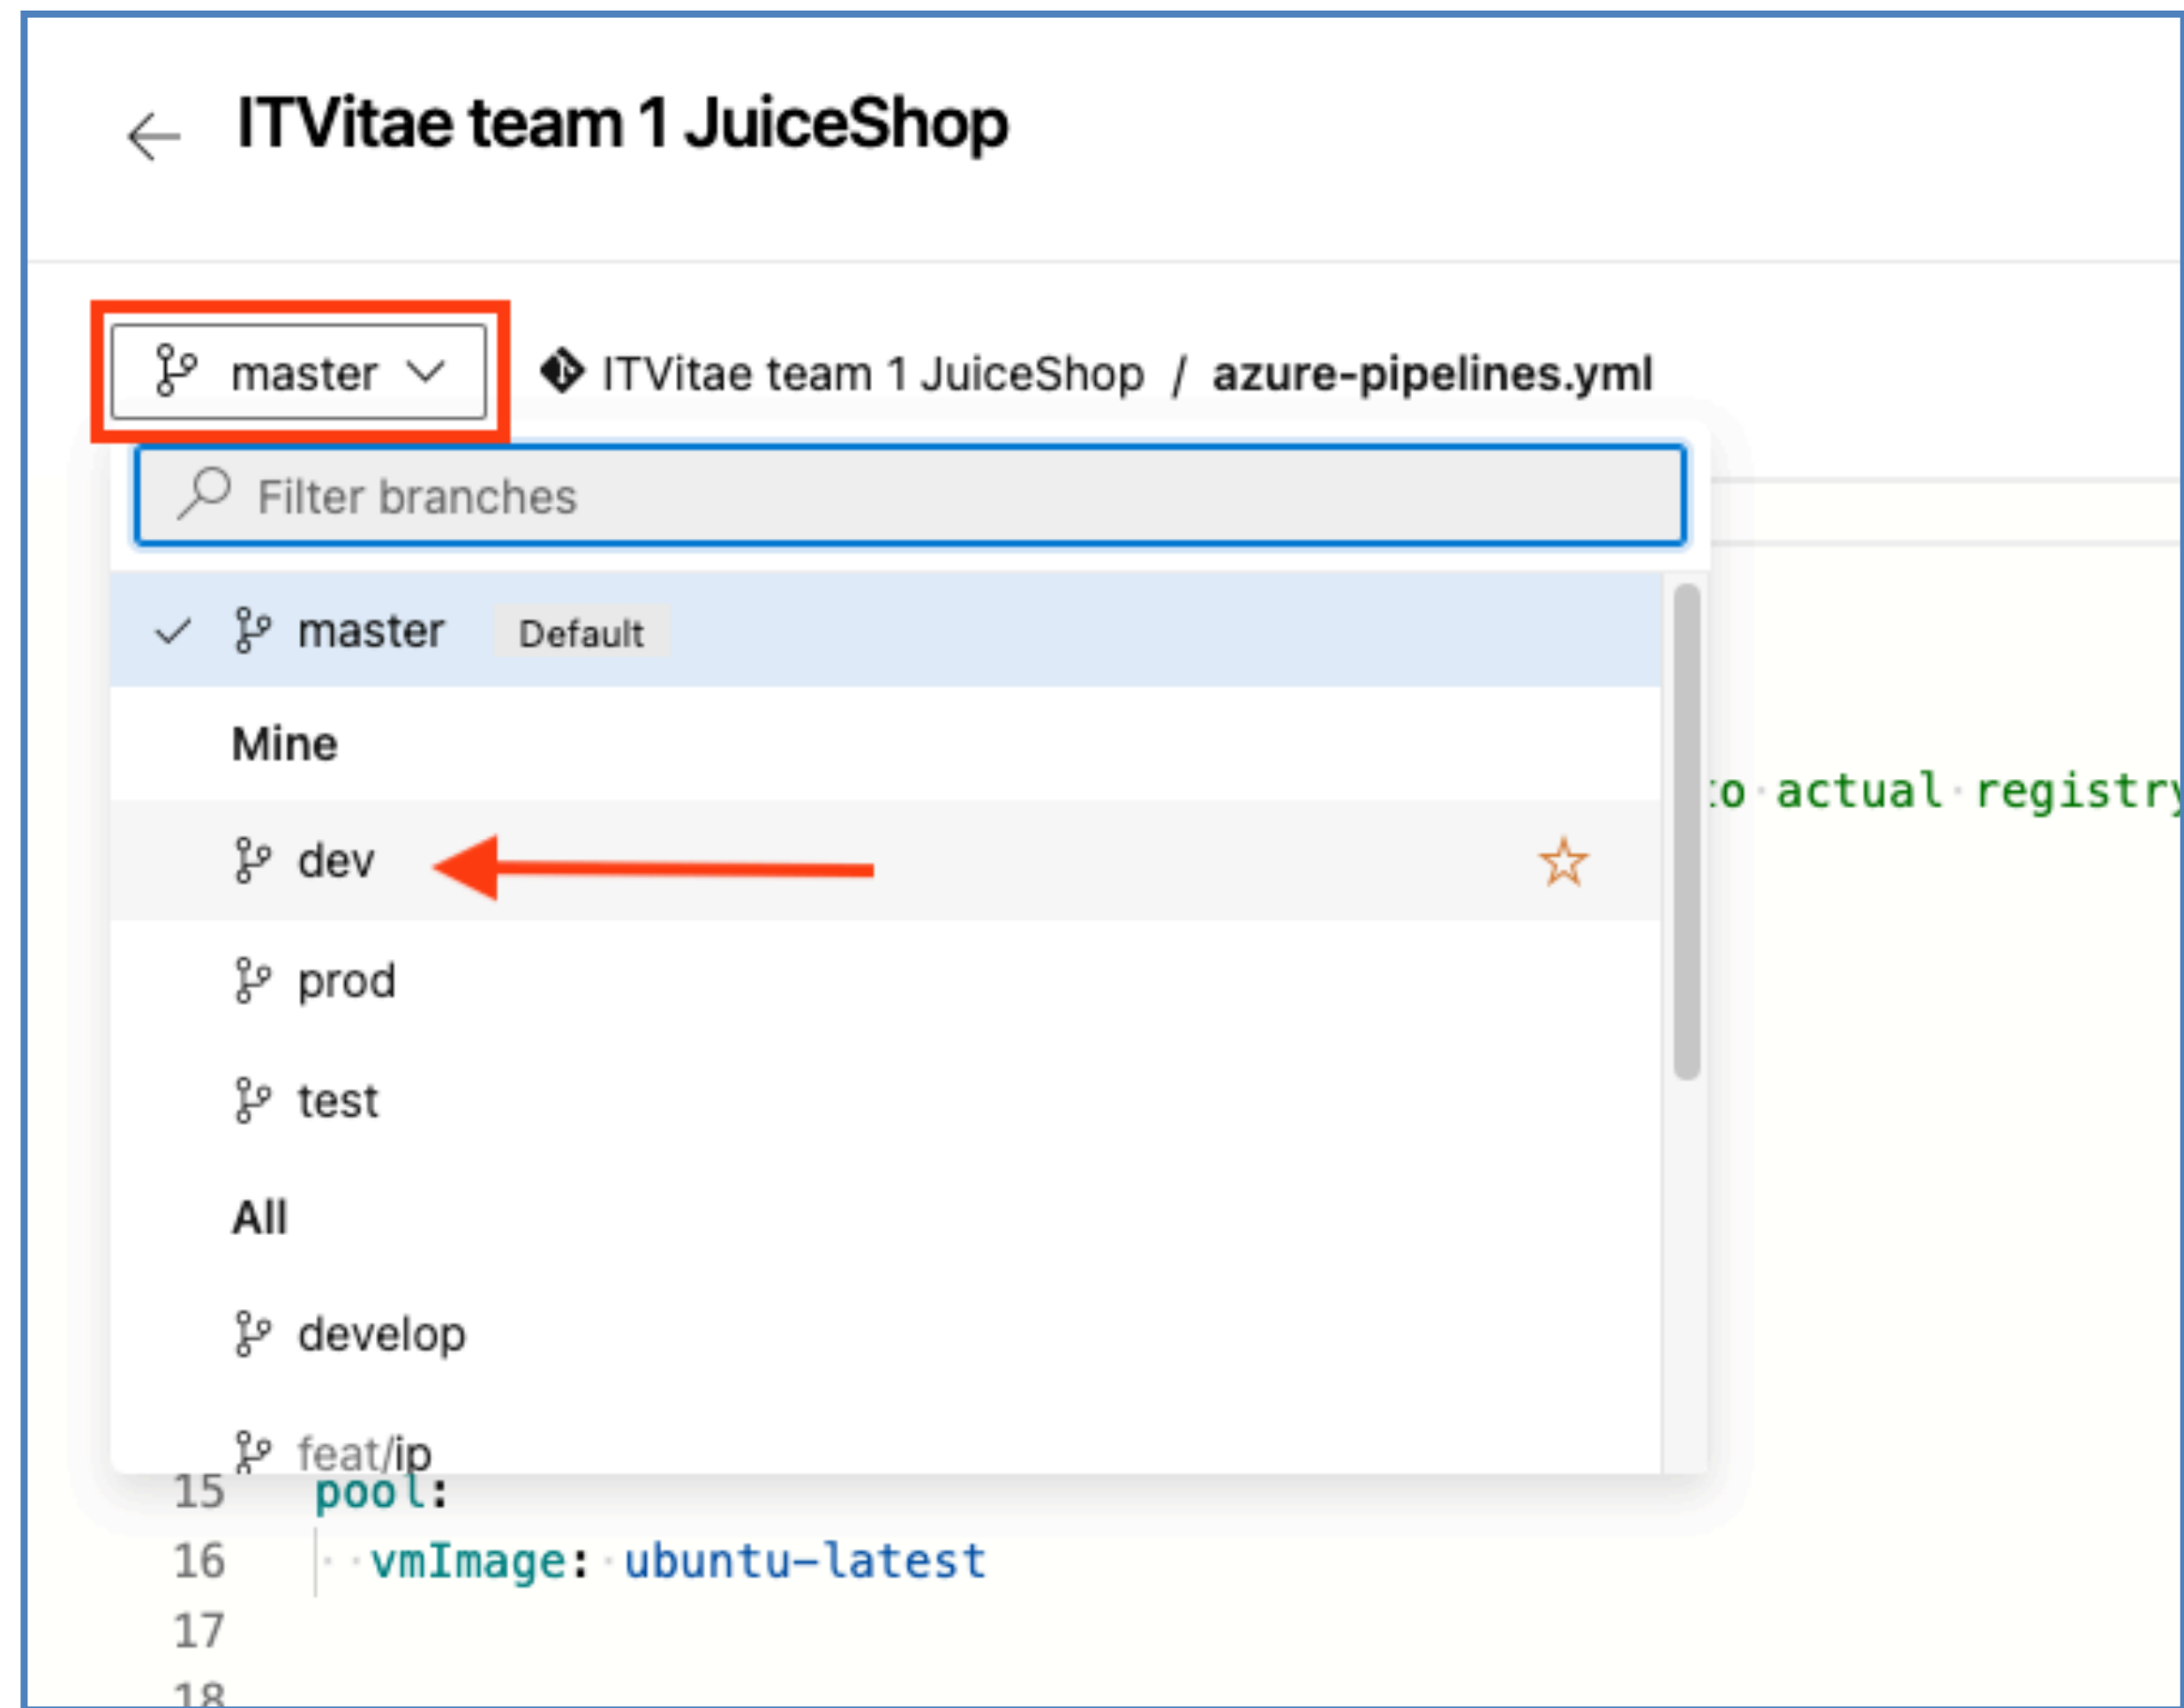 ITVitae team 1 JuiceShop
master ITVitae team 1 JuiceShop / azure-pipelines.yml
Filter branches
master Default
Mine
dev
actual registry
prod
test
All
develop
feat/ip
15 pool:
16 vmImage: ubuntu-latest
17
18